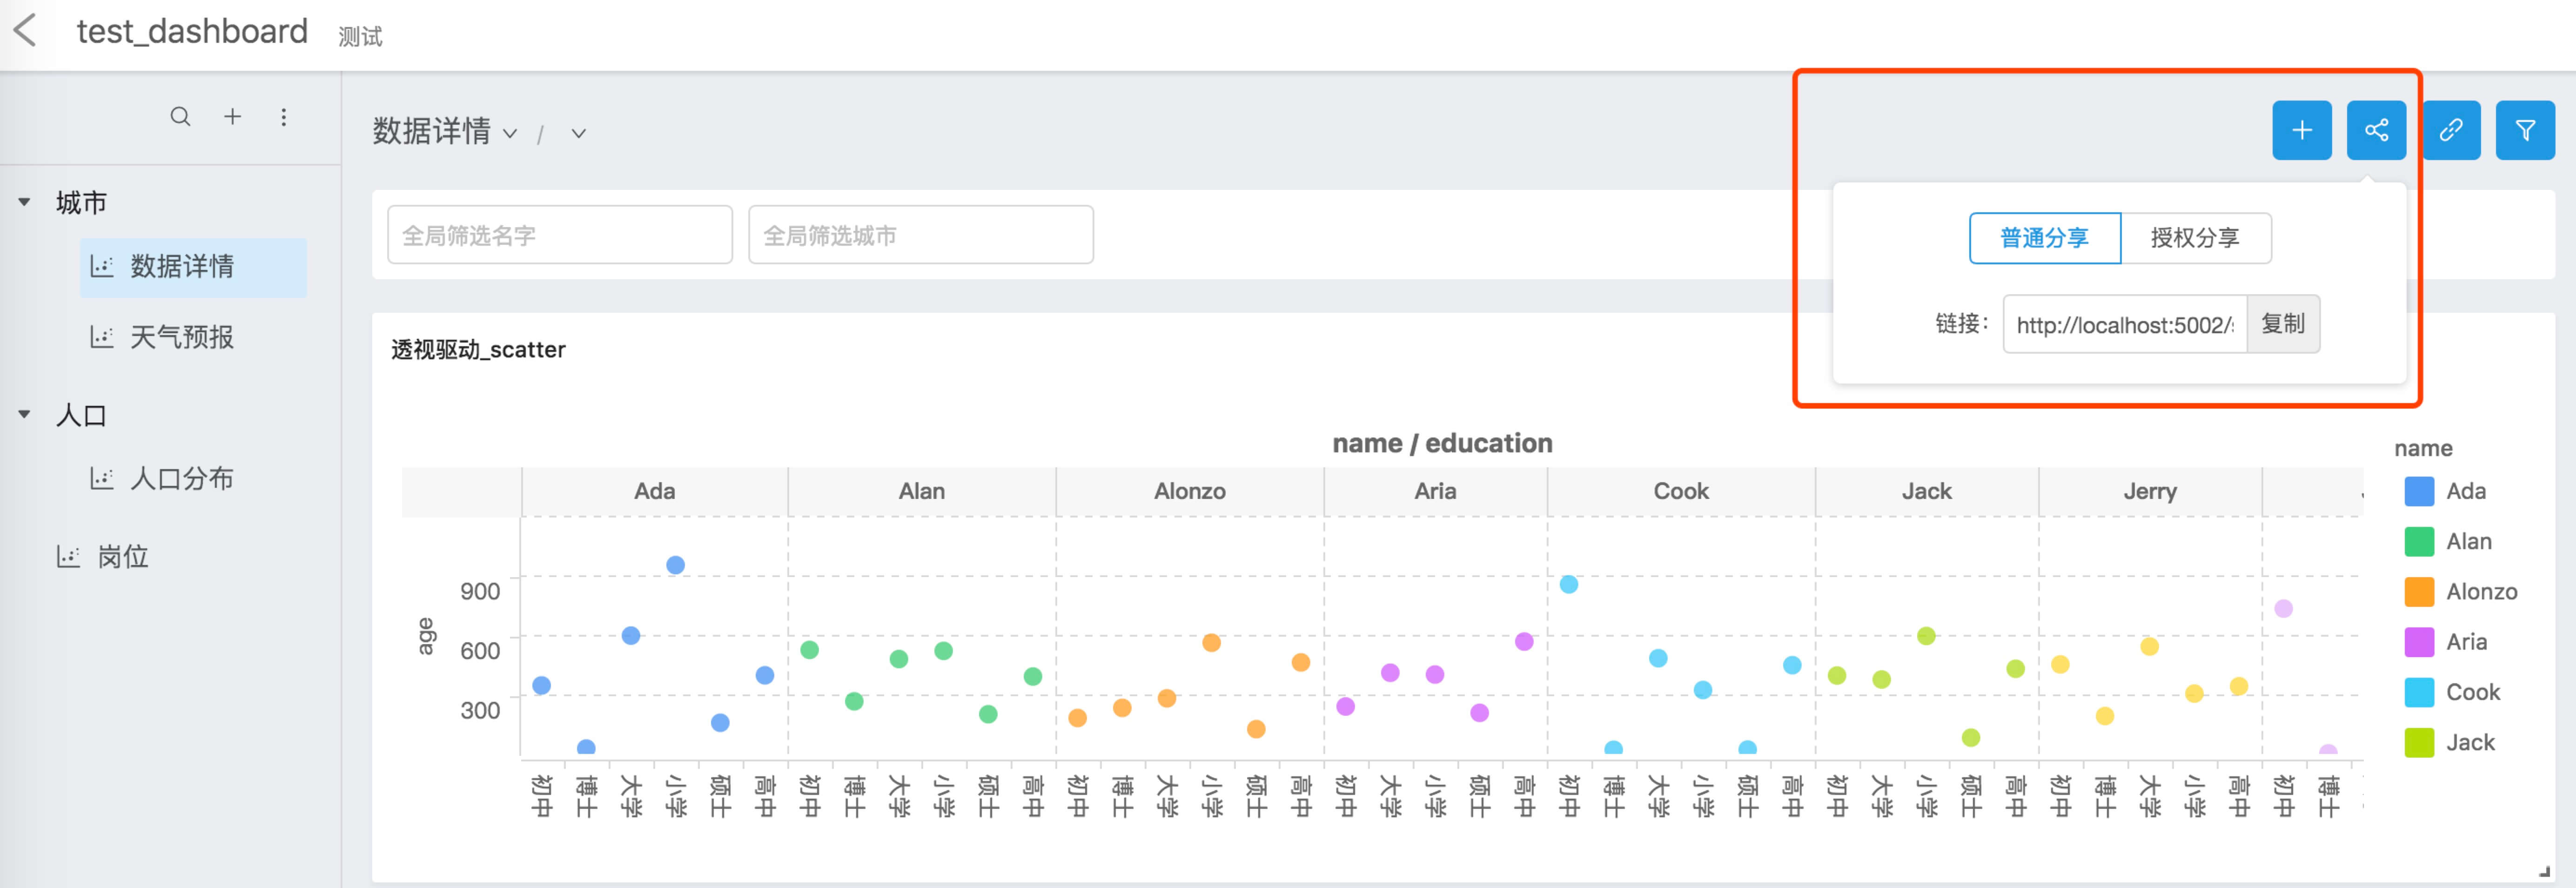 test_dashboard 测试
数据详情 /
城市
数据详情
天气预报
人口
人口分布
岗位
全局筛选名字 全局筛选城市
普通分享 授权分享
链接: http://localhost:5002/ 复制
透视驱动_scatter
name / education
Ada Alan Alonzo Aria Cook Jack Jerry
age
900
600
300
初中 博士 大学 小学 硕士 高中 初中 博士 大学 小学 硕士 高中 初中 博士 大学 小学 硕士 高中 初中 大学 小学 硕士 高中 初中 博士 大学 小学 硕士 高中 初中 大学 小学 硕士 高中 初中 博士 大学 小学 高中 初中 博士
name
Ada
Alan
Alonzo
Aria
Cook
Jack